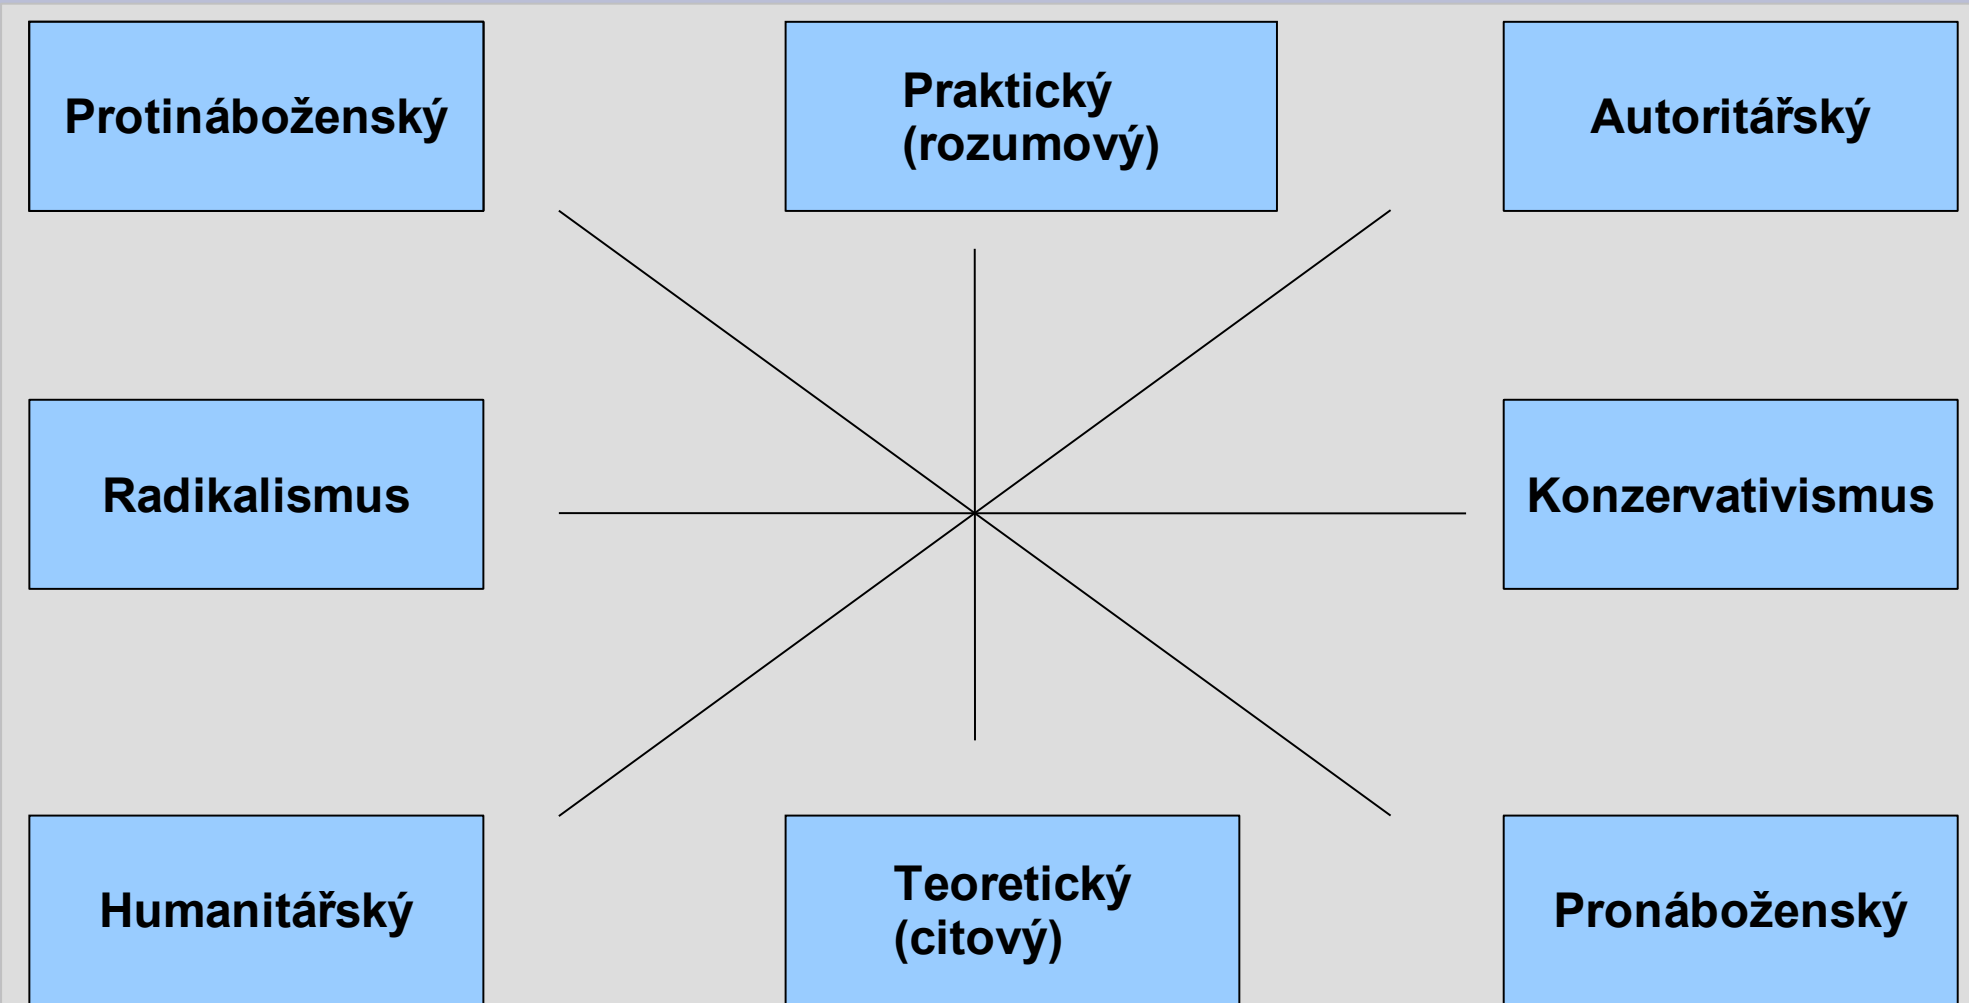 Protináboženský
Praktický
(rozumový)
Autoritářský
Radikalismus
Konzervativismus
Humanitářský
Teoretický
(citový)
Pronáboženský